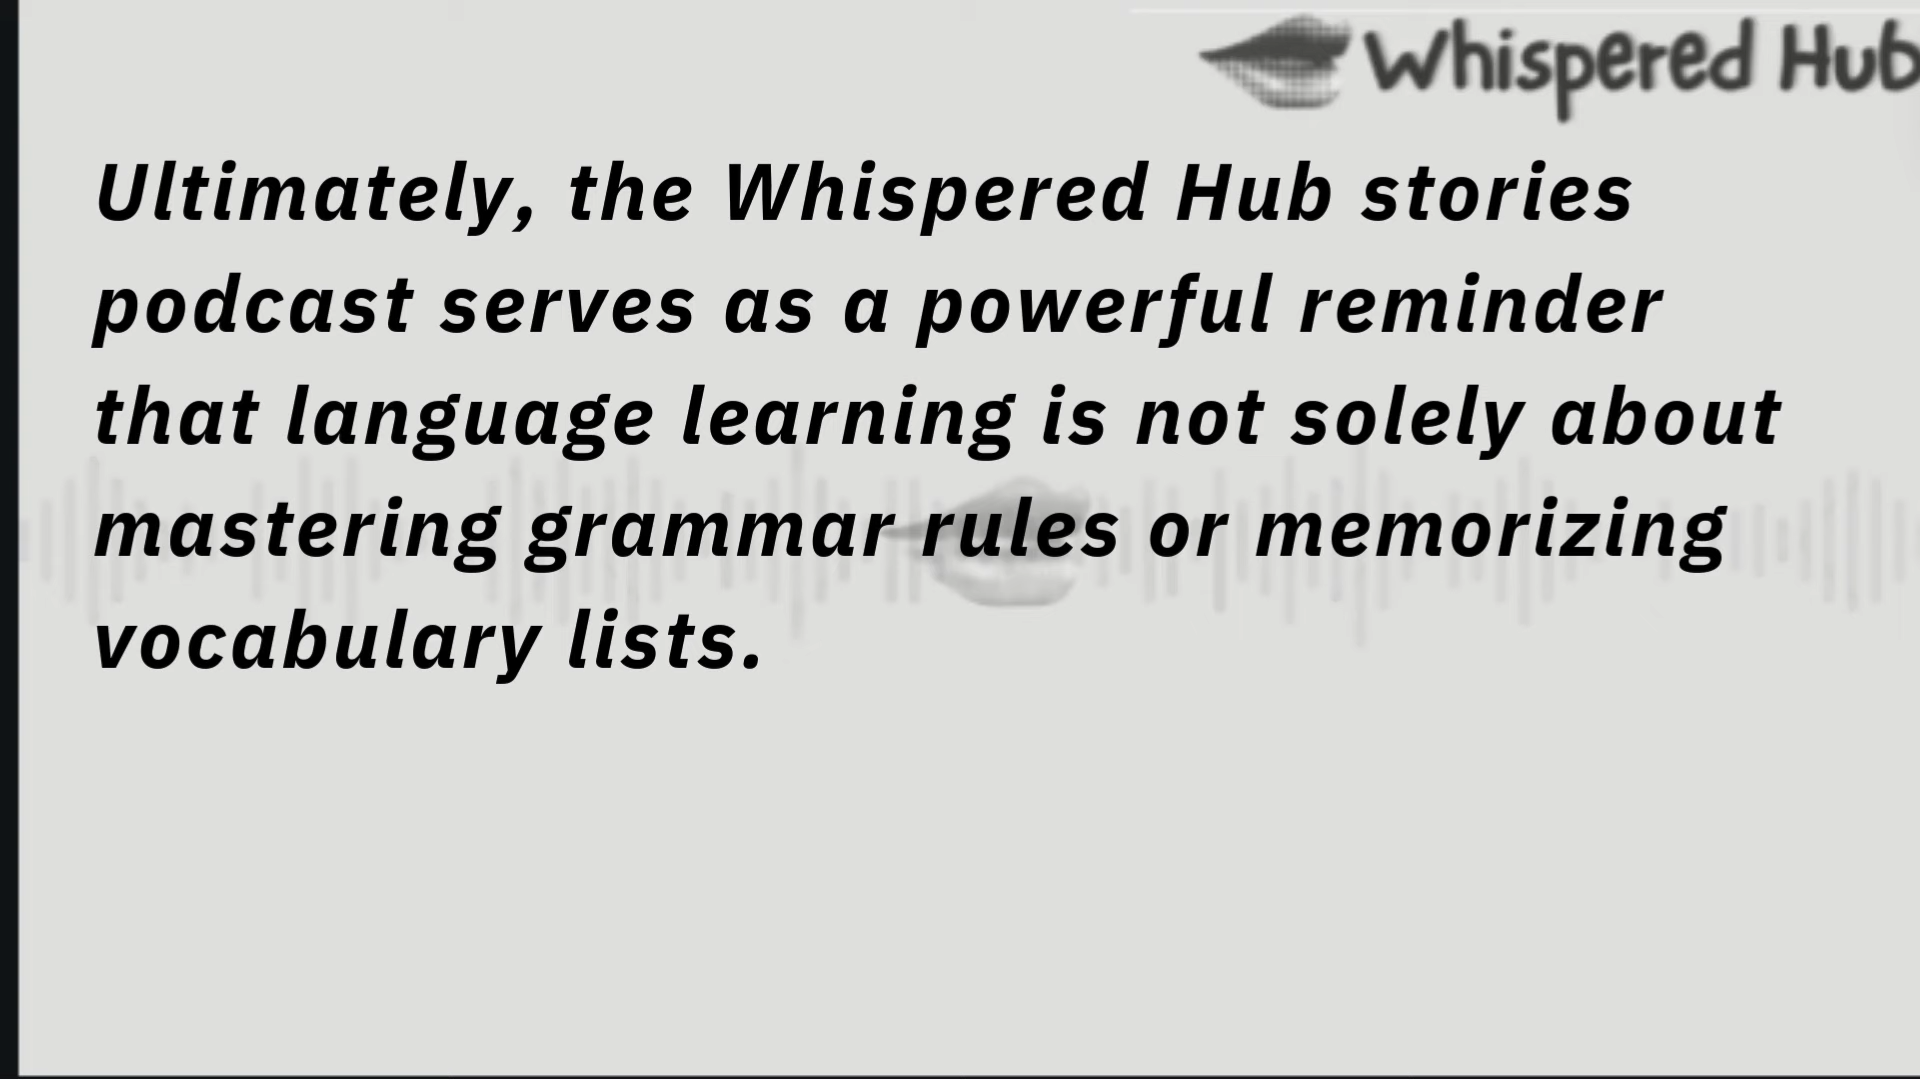 Whispered Hub
Ultimately, the Whispered Hub stories
podcast serves as a powerful reminder
that language learning is not solely about
mastering grammar rules or memorizing
vocabulary lists.